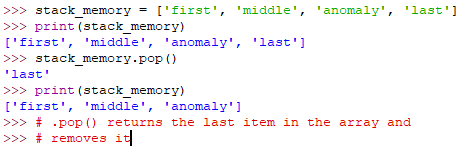 >>> stack_memory = ['first', 'middle', 'anomaly', 'last']
>>> print(stack_memory)
['first', 'middle', 'anomaly', 'last']
>>> stack_memory.pop()
'last'
>>> print(stack_memory)
['first', 'middle', 'anomaly']
>>> # .pop() returns the last item in the array and
>>> # removes it